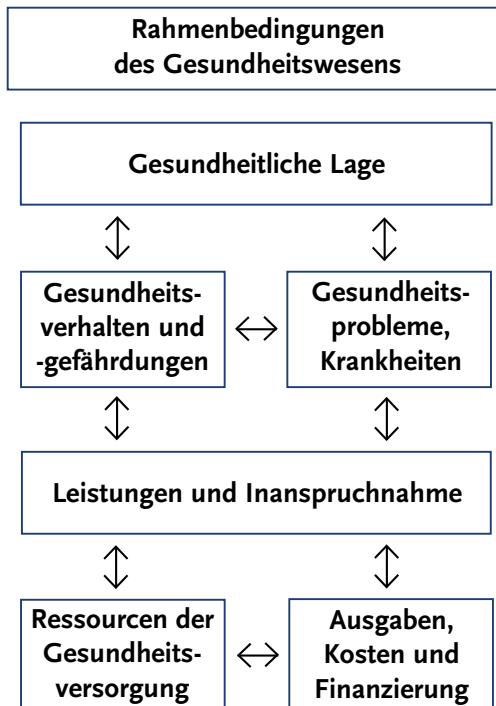 Rahmenbedingungen
des Gesundheitswesens
Gesundheitliche Lage
Gesundheits-
verhalten und
-gefährdungen
Gesundheits-
probleme,
Krankheiten
Leistungen und Inanspruchnahme
Ressourcen der
Gesundheits-
versorgung
Ausgaben,
Kosten und
Finanzierung